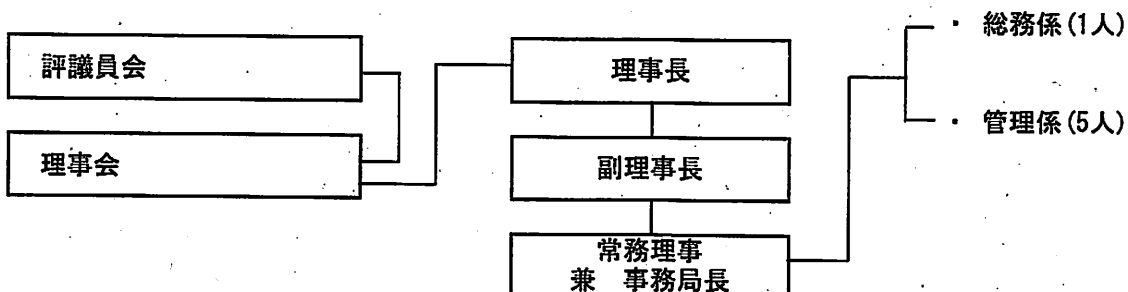 評議員会
理事会
理事長
副理事長
常務理事
兼　事務局長
・ 総務係(1人)
・ 管理係(5人)